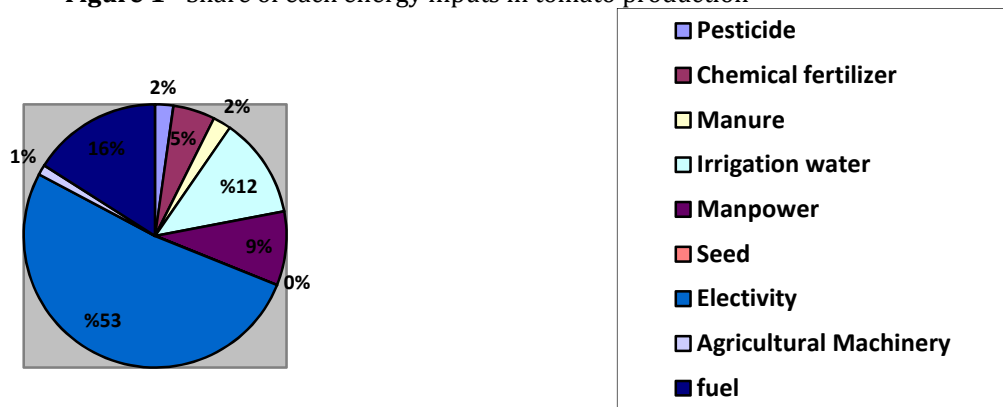 Figure 1- Share of each energy inputs in tomato production
Pesticide
Chemical fertilizer
Manure
Irrigation water
Manpower
Seed
Electivity
Agricultural Machinery
fuel
2%
5%
2%
%12
9%
0%
%53
1%
16%